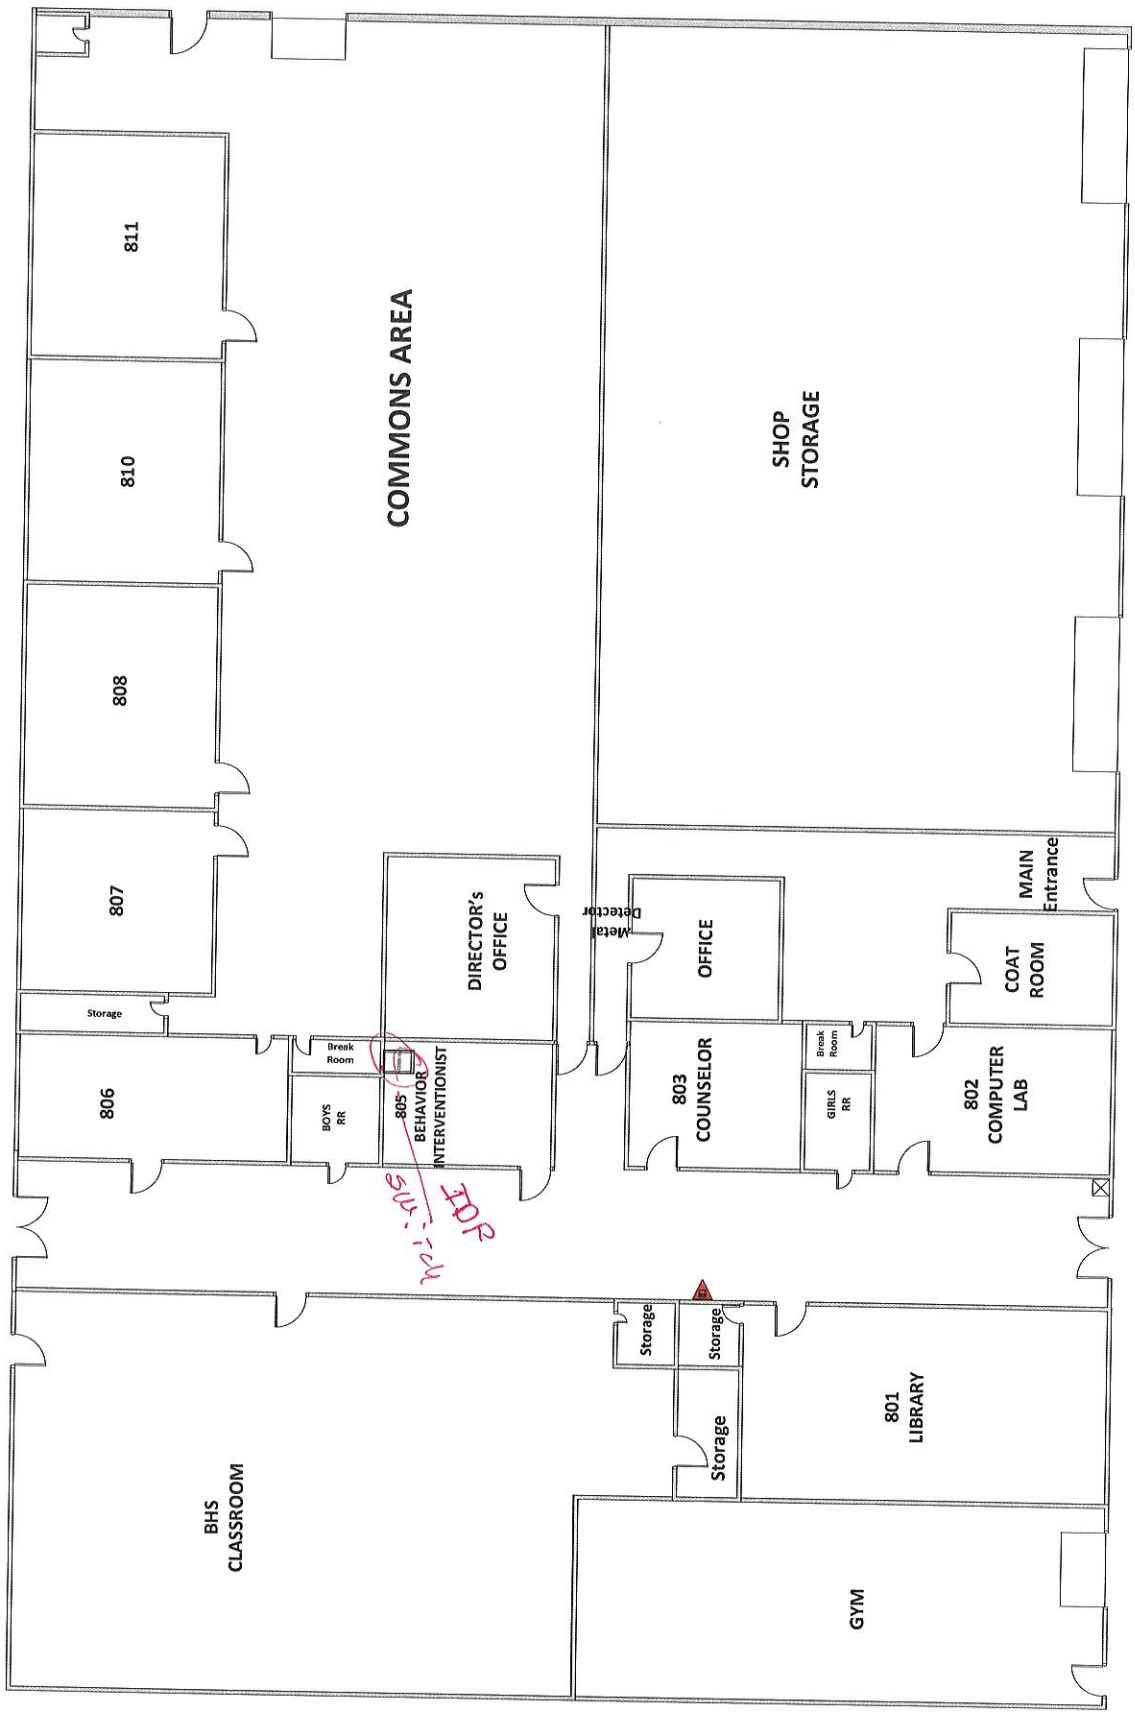 811
810
COMMONS AREA
SHOP
STORAGE
808
807
DIRECTOR's
OFFICE
Metal
Detector
OFFICE
MAIN
Entrance
COAT
ROOM
Storage
806
Break
Room
BOYS
RR
805
BEHAVIOR
INTERVENTIONIST
803
COUNSELOR
Break
Room
GIRLS
RR
802
COMPUTER
LAB
IDF
Storage
Storage
Storage
801
LIBRARY
BHS
CLASSROOM
GYM